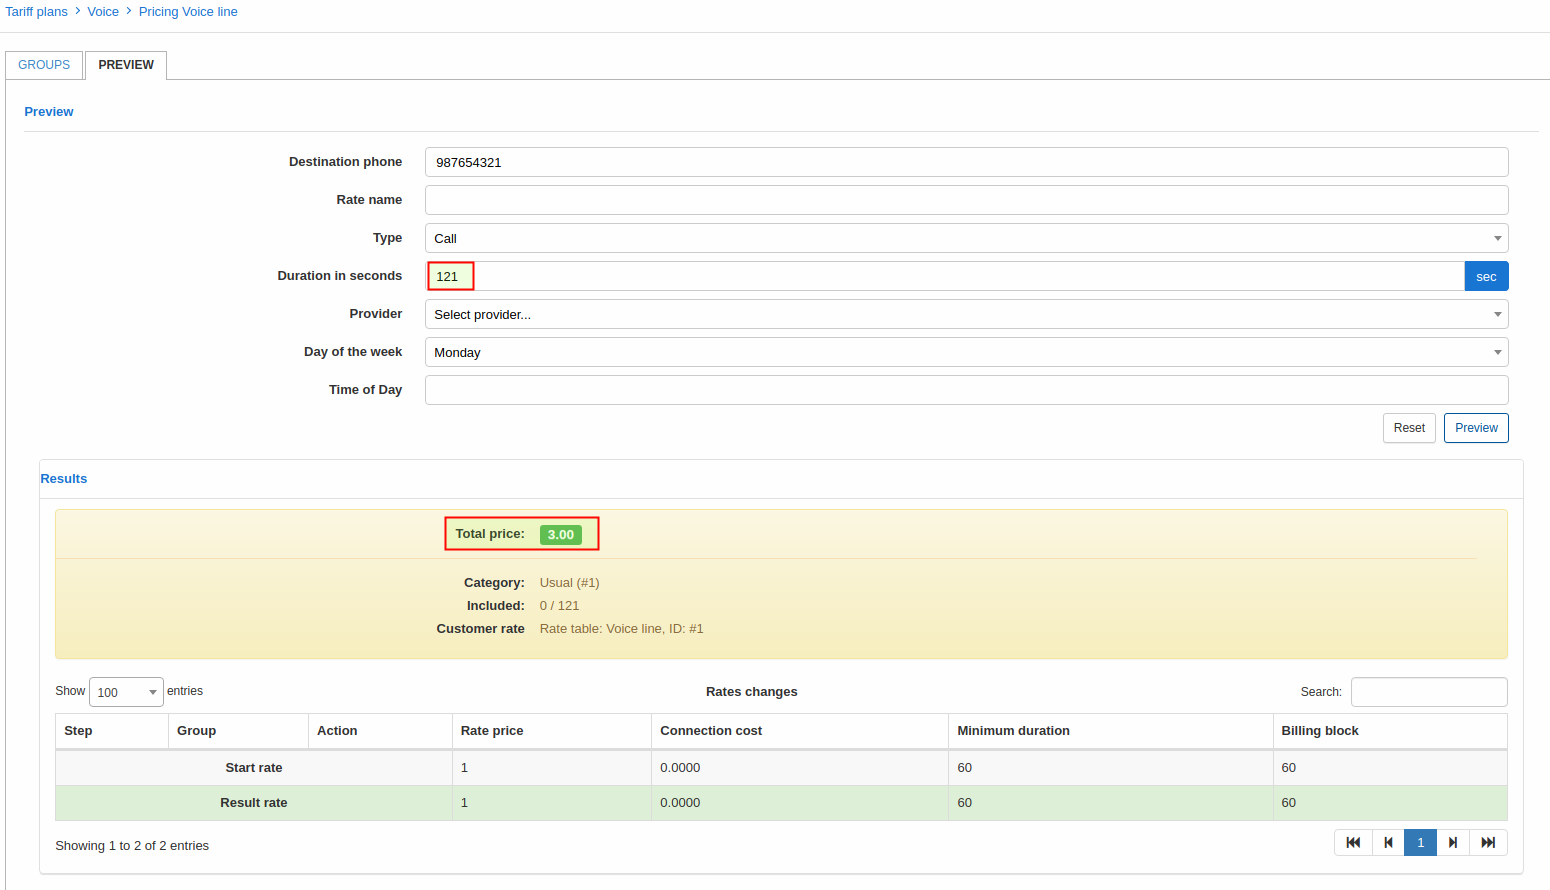 Tariff plans > Voice > Pricing Voice line
GROUPS PREVIEW
Preview
Destination phone 987654321
Rate name
Type Call
Duration in seconds 121 sec
Provider Select provider...
Day of the week Monday
Time of Day
Reset Preview
Results
Total price: 3.00
Category: Usual (#1)
Included: 0 / 121
Customer rate Rate table: Voice line, ID: #1
Show 100 entries Rates changes Search:
Step Group Action Rate price Connection cost Minimum duration Billing block
Start rate 1 0.0000 60 60
Result rate 1 0.0000 60 60
Showing 1 to 2 of 2 entries 1